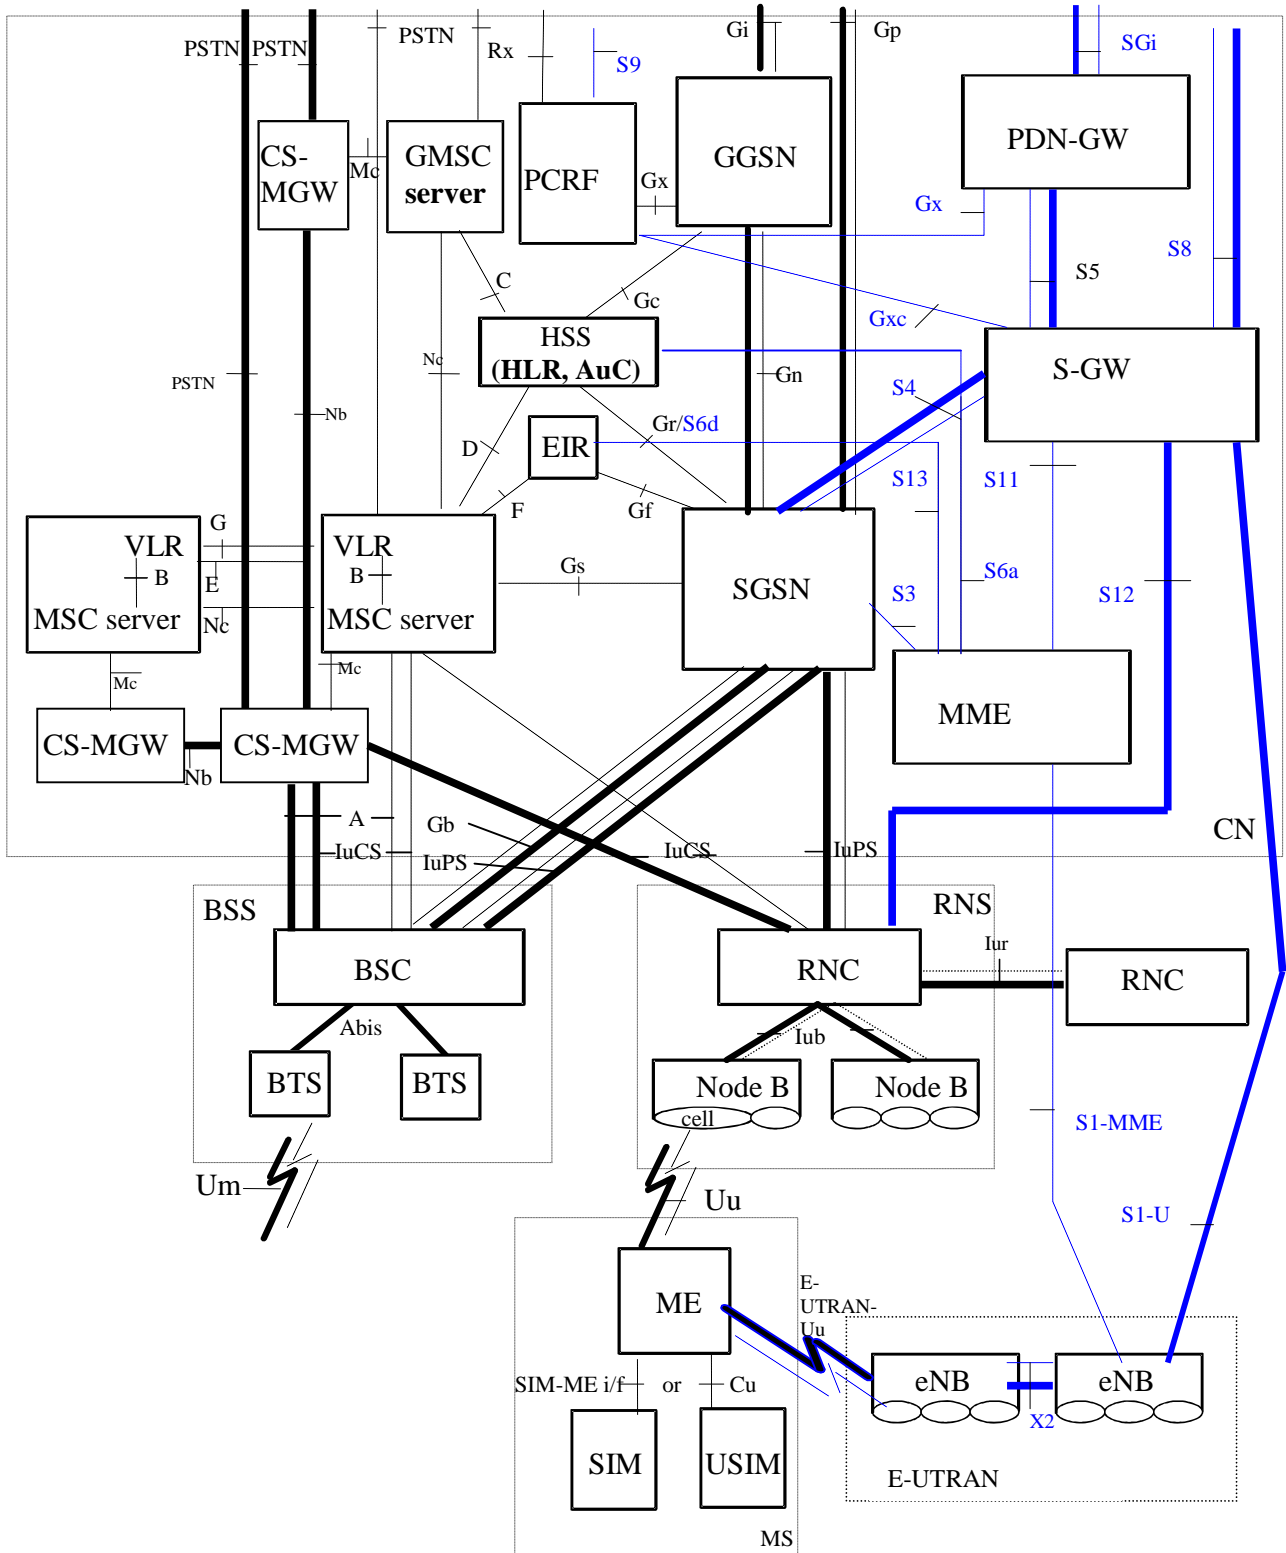 PSTN
PSTN
PSTN
Rx
S9
Gi
Gp
SGi
CS-
MGW
Mc
GMSC
server
PCRF
Gx
GGSN
PDN-GW
Gx
S8
S5
C
Gc
Gxc
HSS
(HLR, AuC)
Nc
PSTN
Nb
Gn
S4
S-GW
D
EIR
Gr/S6d
F
Gf
S13
S11
G
E
Nc
VLR
B
MSC server
VLR
B
MSC server
Gs
SGSN
S3
S6a
S12
Mc
Mc
CS-MGW
Nb
CS-MGW
MME
A
Gb
IuCS
IuPS
IuCS
IuPS
CN
BSS
RNS
BSC
RNC
Iur
RNC
Abis
Iub
BTS
BTS
Node B
cell
Node B
S1-MME
Um
Uu
S1-U
ME
E-
UTRAN-
Uu
SIM-ME i/f
or
Cu
eNB
X2
eNB
SIM
USIM
E-UTRAN
MS